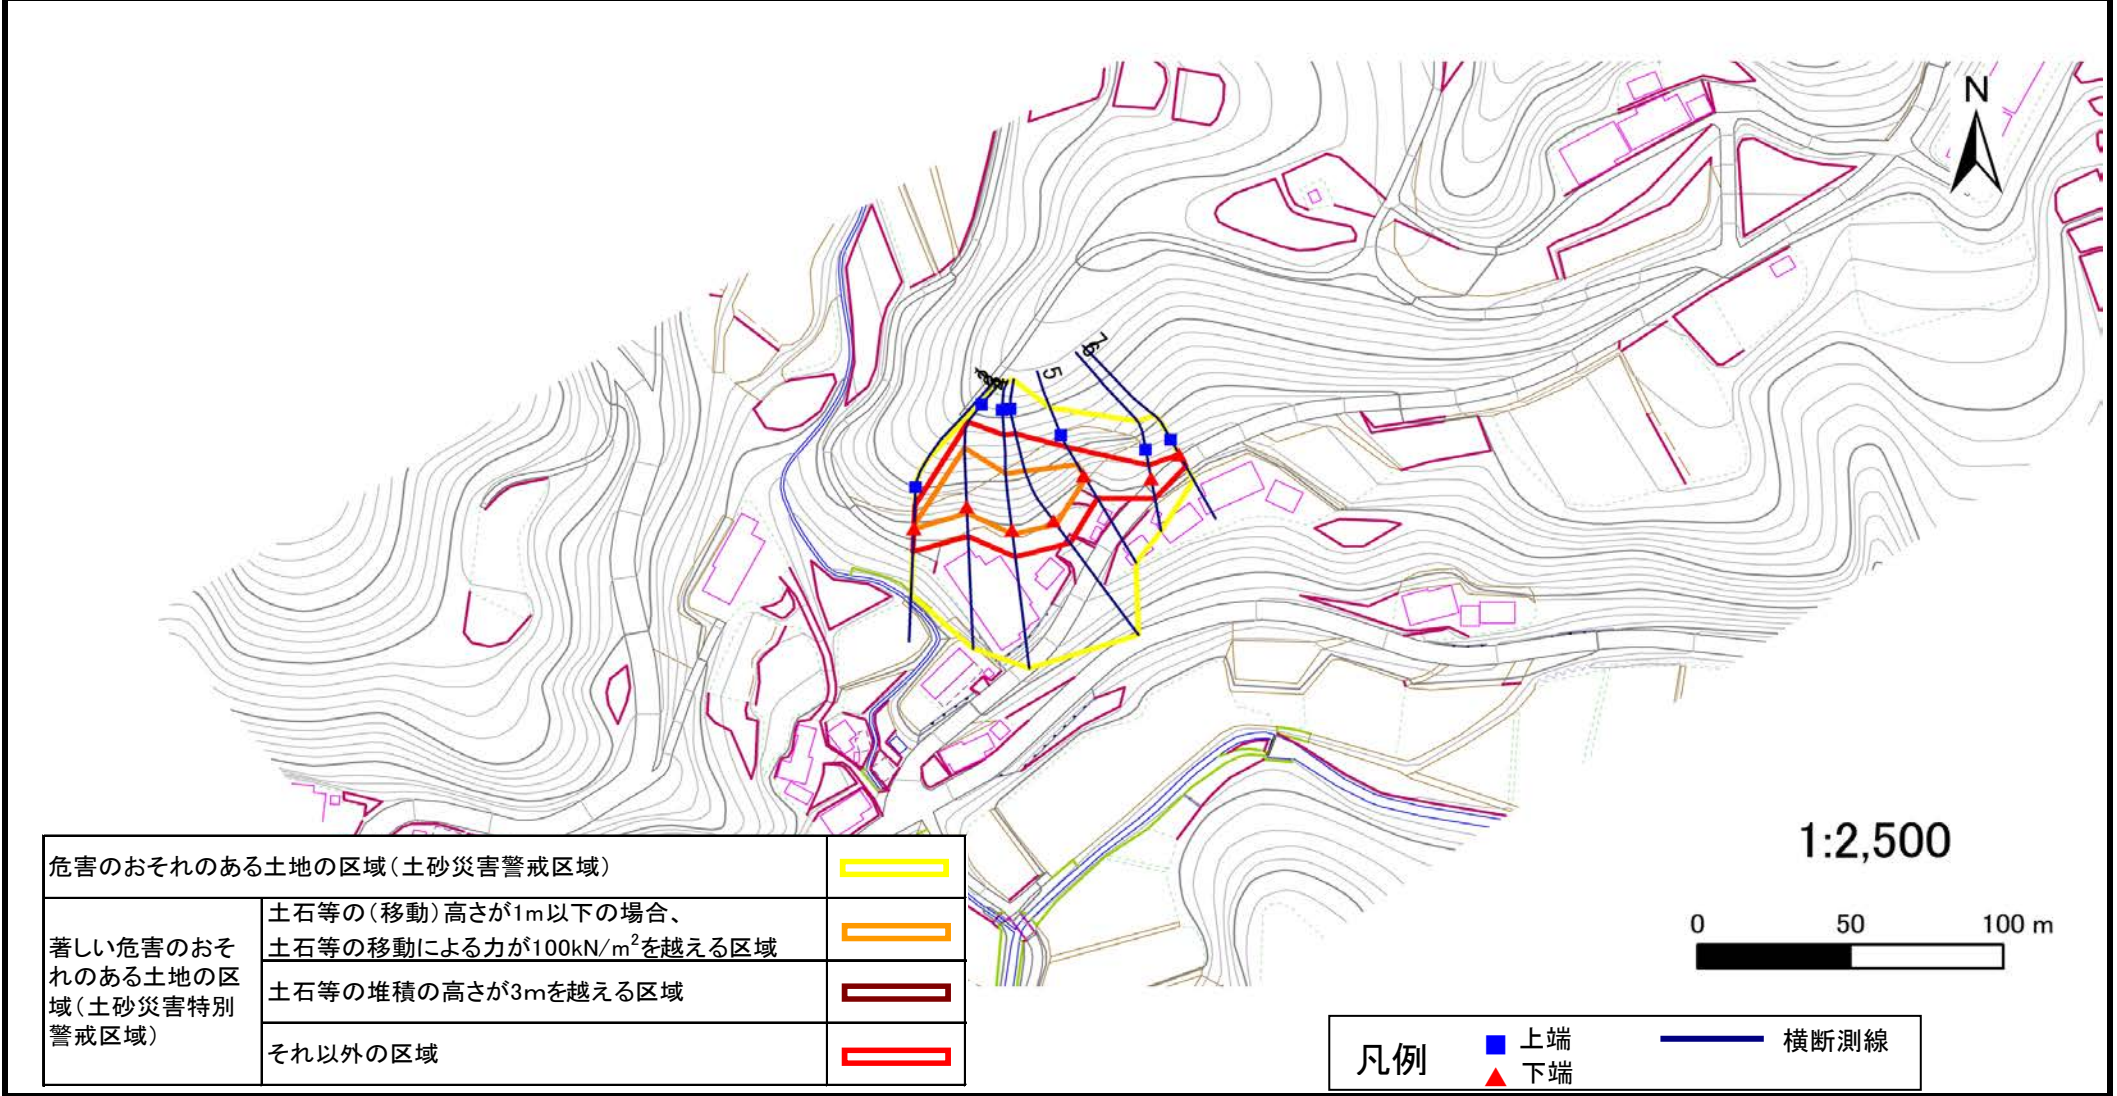 N
7
6
5
1:2,500
0 50 100 m
危害のおそれのある土地の区域(土砂災害警戒区域)
著しい危害のおそ
れのある土地の区
域(土砂災害特別
警戒区域)
土石等の(移動)高さが1m以下の場合、
土石等の移動による力が100kN/m²を越える区域
土石等の堆積の高さが3mを越える区域
それ以外の区域
凡例
上端
下端
横断測線